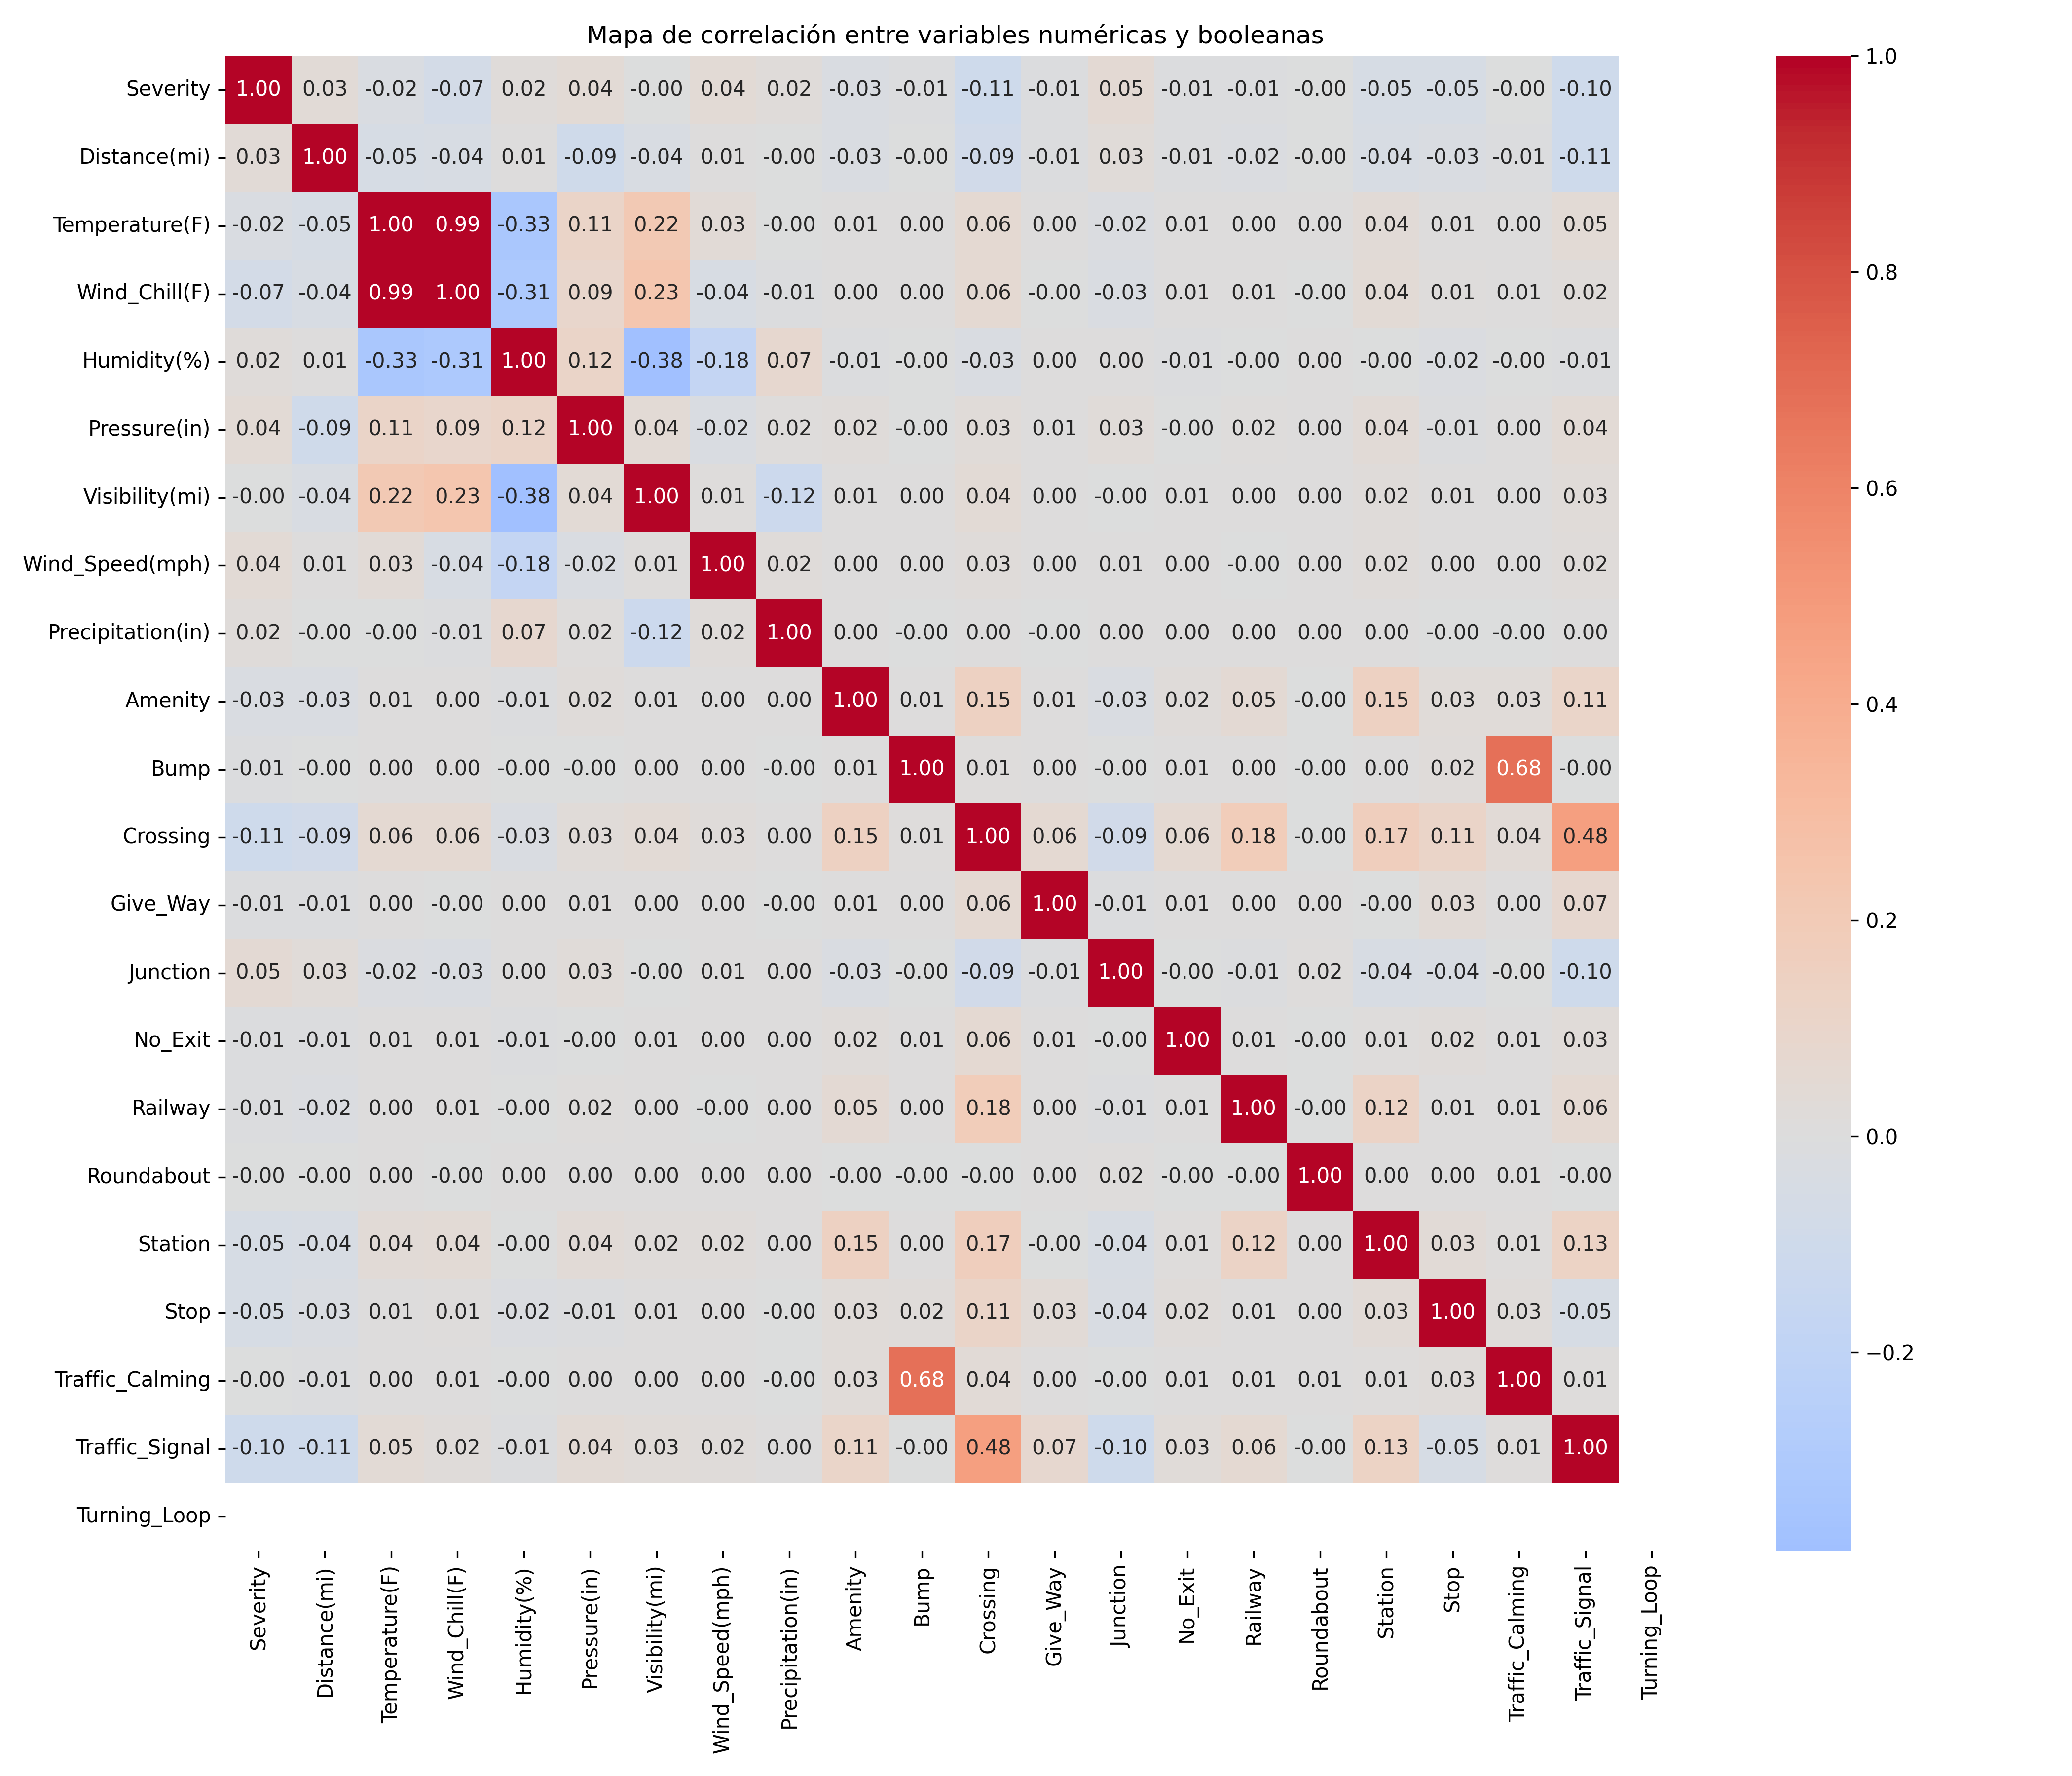 Mapa de correlación entre variables numéricas y booleanas
Severity 1.00 0.03 -0.02 -0.07 0.02 0.04 -0.00 0.04 0.02 -0.03 -0.01 -0.11 -0.01 0.05 -0.01 -0.01 -0.00 -0.05 -0.05 -0.00 -0.10
Distance(mi) 0.03 1.00 -0.05 -0.04 0.01 -0.09 -0.04 0.01 -0.00 -0.03 -0.00 -0.09 -0.01 0.03 -0.01 -0.02 -0.00 -0.04 -0.03 -0.01 -0.11
Temperature(F) -0.02 -0.05 1.00 0.99 -0.33 0.11 0.22 0.03 -0.00 0.01 0.00 0.06 0.00 -0.02 0.01 0.00 0.00 0.04 0.01 0.00 0.05
Wind_Chill(F) -0.07 -0.04 0.99 1.00 -0.31 0.09 0.23 -0.04 -0.01 0.00 0.00 0.06 -0.00 -0.03 0.01 0.01 -0.00 0.04 0.01 0.01 0.02
Humidity(%) 0.02 0.01 -0.33 -0.31 1.00 0.12 -0.38 -0.18 0.07 -0.01 -0.00 -0.03 0.00 0.00 -0.01 -0.00 0.00 -0.00 -0.02 -0.00 -0.01
Pressure(in) 0.04 -0.09 0.11 0.09 0.12 1.00 0.04 -0.02 0.02 0.02 -0.00 0.03 0.01 0.03 -0.00 0.02 0.00 0.04 -0.01 0.00 0.04
Visibility(mi) -0.00 -0.04 0.22 0.23 -0.38 0.04 1.00 0.01 -0.12 0.01 0.00 0.04 0.00 -0.00 0.01 0.00 0.00 0.02 0.01 0.00 0.03
Wind_Speed(mph) 0.04 0.01 0.03 -0.04 -0.18 -0.02 0.01 1.00 0.02 0.00 0.00 0.03 0.00 0.01 0.00 -0.00 0.00 0.02 0.00 0.00 0.02
Precipitation(in) 0.02 -0.00 -0.00 -0.01 0.07 0.02 -0.12 0.02 1.00 0.00 -0.00 0.00 -0.00 0.00 0.00 0.00 0.00 0.00 -0.00 -0.00 0.00
Amenity -0.03 -0.03 0.01 0.00 -0.01 0.02 0.01 0.00 0.00 1.00 0.01 0.15 0.01 -0.03 0.02 0.05 -0.00 0.15 0.03 0.03 0.11
Bump -0.01 -0.00 0.00 0.00 -0.00 -0.00 0.00 0.00 -0.00 0.01 1.00 0.01 0.00 -0.00 0.01 0.00 -0.00 0.00 0.02 0.68 -0.00
Crossing -0.11 -0.09 0.06 0.06 -0.03 0.03 0.04 0.03 0.00 0.15 0.01 1.00 0.06 -0.09 0.06 0.18 -0.00 0.17 0.11 0.04 0.48
Give_Way -0.01 -0.01 0.00 -0.00 0.00 0.01 0.00 0.00 -0.00 0.01 0.00 0.06 1.00 -0.01 0.01 0.00 0.00 -0.00 0.03 0.00 0.07
Junction 0.05 0.03 -0.02 -0.03 0.00 0.03 -0.00 0.01 0.00 -0.03 -0.00 -0.09 -0.01 1.00 -0.00 -0.01 0.02 -0.04 -0.04 -0.00 -0.10
No_Exit -0.01 -0.01 0.01 0.01 -0.01 -0.00 0.01 0.00 0.00 0.02 0.01 0.06 0.01 -0.00 1.00 0.01 -0.00 0.01 0.02 0.01 0.03
Railway -0.01 -0.02 0.00 0.01 -0.00 0.02 0.00 -0.00 0.00 0.05 0.00 0.18 0.00 -0.01 0.01 1.00 -0.00 0.12 0.01 0.01 0.06
Roundabout -0.00 -0.00 0.00 -0.00 0.00 0.00 0.00 0.00 0.00 -0.00 -0.00 -0.00 0.00 0.02 -0.00 -0.00 1.00 0.00 0.00 0.01 -0.00
Station -0.05 -0.04 0.04 0.04 -0.00 0.04 0.02 0.02 0.00 0.15 0.00 0.17 -0.00 -0.04 0.01 0.12 0.00 1.00 0.03 0.01 0.13
Stop -0.05 -0.03 0.01 0.01 -0.02 -0.01 0.01 0.00 -0.00 0.03 0.02 0.11 0.03 -0.04 0.02 0.01 0.00 0.03 1.00 0.03 -0.05
Traffic_Calming -0.00 -0.01 0.00 0.01 -0.00 0.00 0.00 0.00 -0.00 0.03 0.68 0.04 0.00 -0.00 0.01 0.01 0.01 0.01 0.03 1.00 0.01
Traffic_Signal -0.10 -0.11 0.05 0.02 -0.01 0.04 0.03 0.02 0.00 0.11 -0.00 0.48 0.07 -0.10 0.03 0.06 -0.00 0.13 -0.05 0.01 1.00
Turning_Loop
Severity
Distance(mi)
Temperature(F)
Wind_Chill(F)
Humidity(%)
Pressure(in)
Visibility(mi)
Wind_Speed(mph)
Precipitation(in)
Amenity
Bump
Crossing
Give_Way
Junction
No_Exit
Railway
Roundabout
Station
Stop
Traffic_Calming
Traffic_Signal
Turning_Loop
1.0
0.8
0.6
0.4
0.2
0.0
−0.2